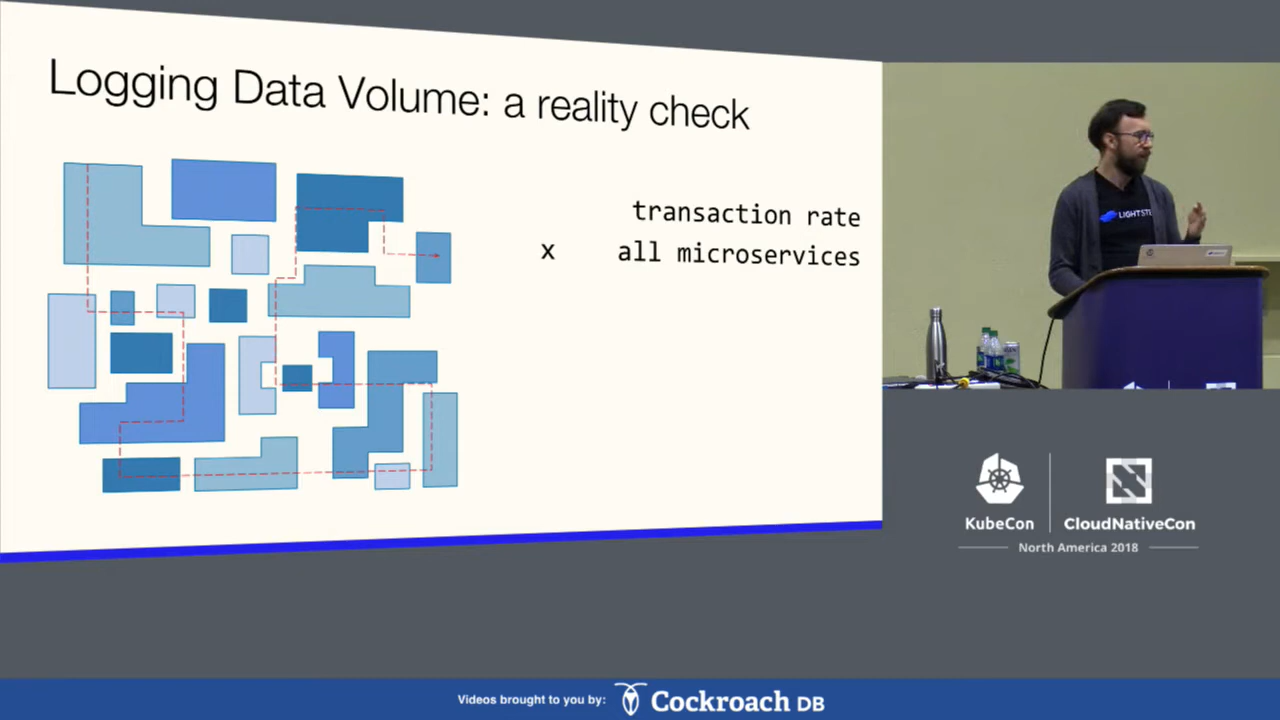 Logging Data Volume: a reality check
transaction rate
x all microservices
LIGHTSTE
KubeCon
CloudNativeCon
North America 2018
Videos brought to you by: Cockroach DB